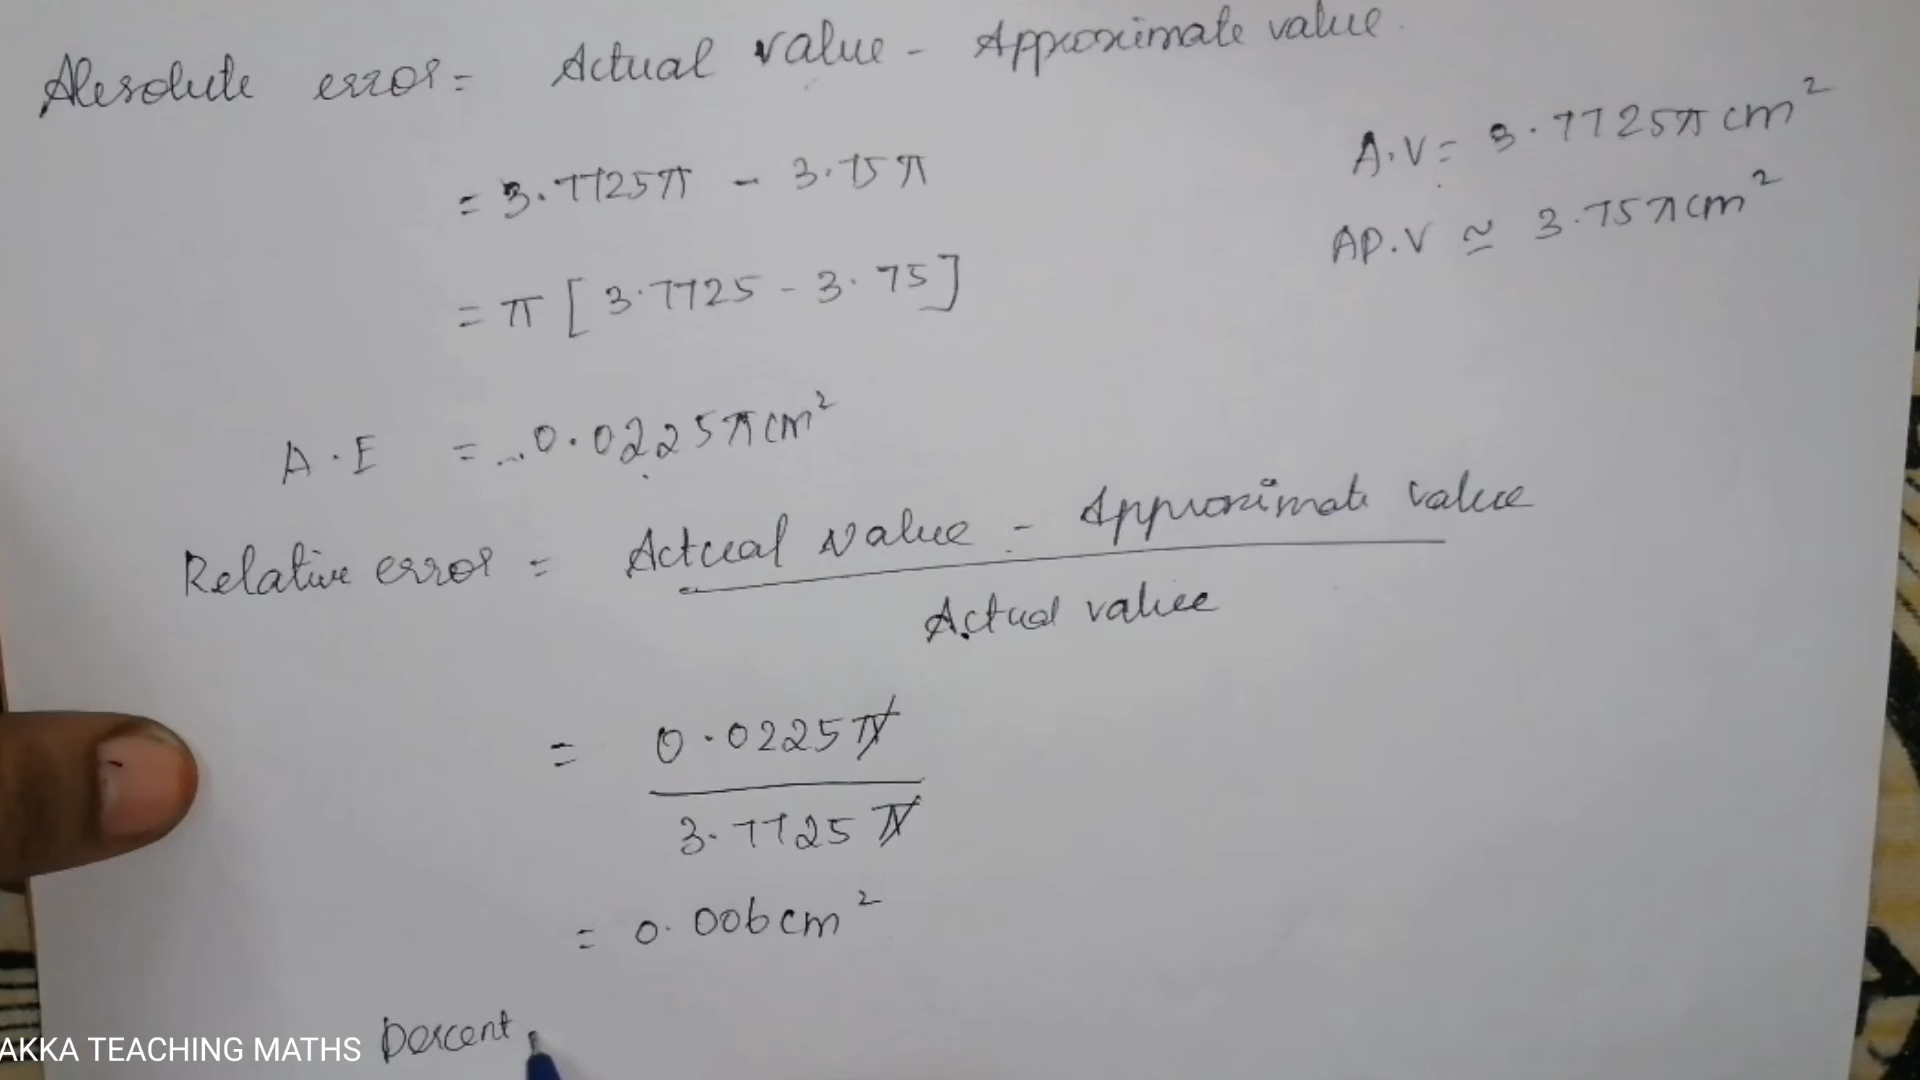 Absolute error = Actual value - Approximate value.
= 3.7725π - 3.75π
A.V = 3.7725π cm²
AP.V ≃ 3.75π cm²
= π [3.7725 - 3.75]
A.E = 0.0225π cm²
Relative error = Actual value - Approximate value
Actual value
= 0.0225π
3.7725π
= 0.006 cm²
Percent
AKKA TEACHING MATHS